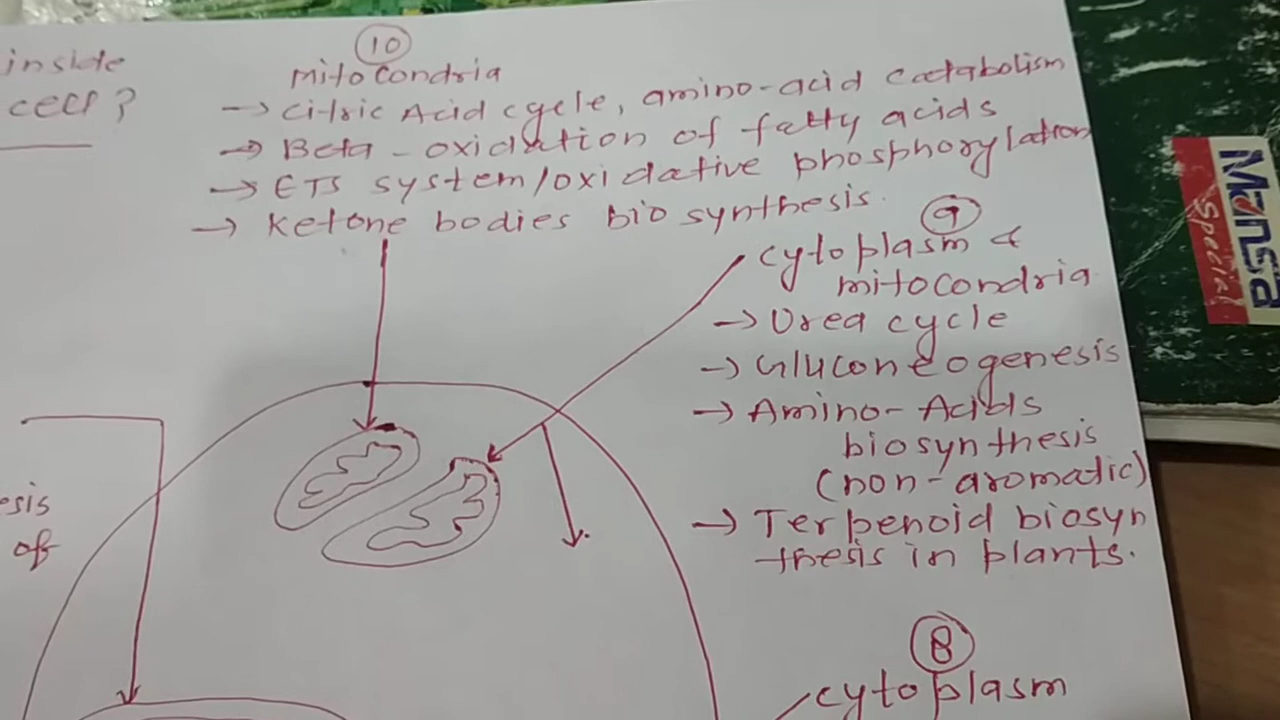 inside
cell?
10
mitocondria
→ Citric Acid cycle, amino-acid catabolism
→ Beta-oxidation of fatty acids
→ ETS system/oxidative phosphorylation
→ Ketone bodies biosynthesis.
9
cytoplasm &
mitocondria
→ Urea cycle
→ Gluconeogenesis
→ Amino-Acids
biosynthesis
(non-aromatic)
→ Terpenoid biosyn
thesis in plants.
8
cytoplasm
esis
of
Mansa
Special